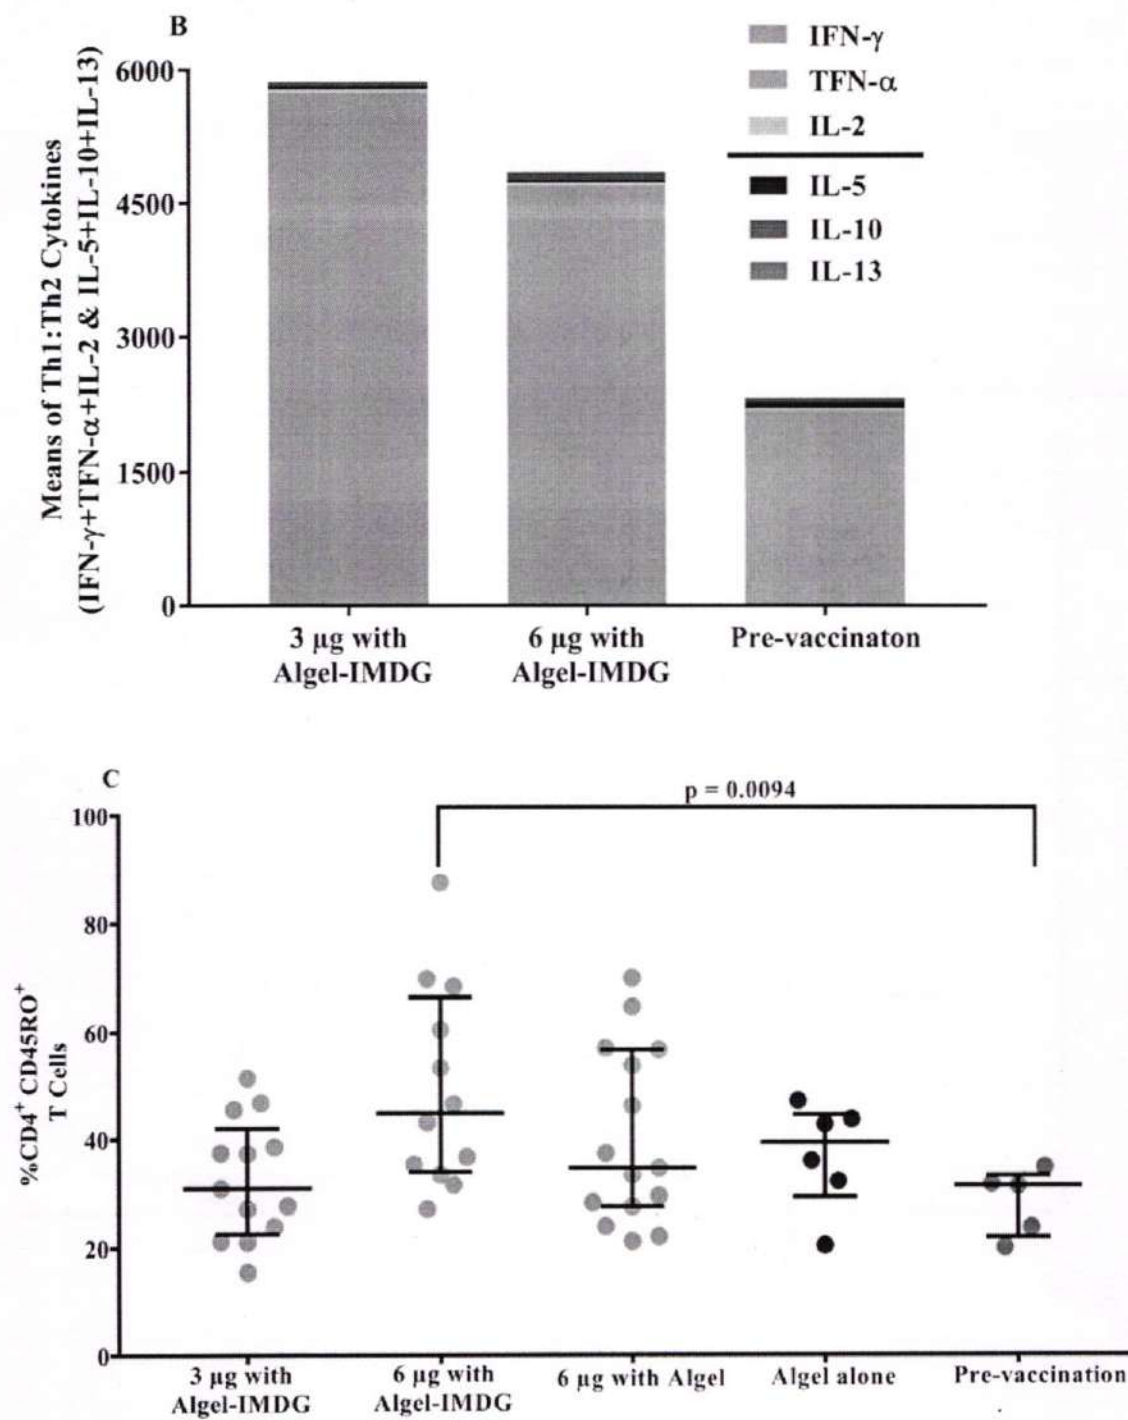 B
IFN-γ
TFN-α
IL-2
IL-5
IL-10
IL-13
Means of Th1:Th2 Cytokines
(IFN-γ+TFN-α+IL-2 & IL-5+IL-10+IL-13)
6000
4500
3000
1500
0
3 µg with
Algel-IMDG
6 µg with
Algel-IMDG
Pre-vaccinaton
C
p = 0.0094
%CD4⁺ CD45RO⁺
T Cells
100
80
60
40
20
0
3 µg with
Algel-IMDG
6 µg with
Algel-IMDG
6 µg with Algel
Algel alone
Pre-vaccination